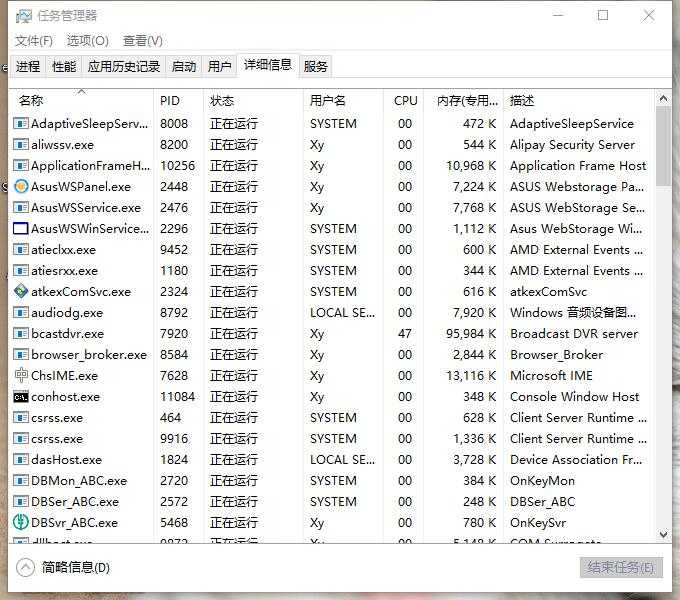 任务管理器
文件(F) 选项(O) 查看(V)
进程 性能 应用历史记录 启动 用户 详细信息 服务
名称 PID 状态 用户名 CPU 内存(专用... 描述
AdaptiveSleepServ... 8008 正在运行 SYSTEM 00 472 K AdaptiveSleepService
aliwssv.exe 8200 正在运行 Xy 00 544 K Alipay Security Server
ApplicationFrameH... 10256 正在运行 Xy 00 10,968 K Application Frame Host
AsusWSPanel.exe 2448 正在运行 Xy 00 7,224 K ASUS Webstorage Pa...
AsusWSService.exe 2476 正在运行 Xy 00 7,768 K ASUS WebStorage Se...
AsusWSWinService... 2296 正在运行 SYSTEM 00 1,112 K Asus WebStorage Wi...
atieclxx.exe 9452 正在运行 SYSTEM 00 600 K AMD External Events ...
atiesrxx.exe 1180 正在运行 SYSTEM 00 344 K AMD External Events ...
atkexComSvc.exe 2324 正在运行 SYSTEM 00 616 K atkexComSvc
audiodg.exe 8792 正在运行 LOCAL SE... 00 7,920 K Windows 音频设备图...
bcastdvr.exe 7920 正在运行 Xy 47 95,984 K Broadcast DVR server
browser_broker.exe 8584 正在运行 Xy 00 2,844 K Browser_Broker
ChsIME.exe 7628 正在运行 Xy 00 13,116 K Microsoft IME
conhost.exe 11084 正在运行 Xy 00 348 K Console Window Host
csrss.exe 464 正在运行 SYSTEM 00 628 K Client Server Runtime ...
csrss.exe 9916 正在运行 SYSTEM 00 1,336 K Client Server Runtime ...
dasHost.exe 1824 正在运行 LOCAL SE... 00 3,728 K Device Association Fr...
DBMon_ABC.exe 2720 正在运行 SYSTEM 00 384 K OnKeyMon
DBSer_ABC.exe 2572 正在运行 SYSTEM 00 248 K DBSer_ABC
DBSvr_ABC.exe 5468 正在运行 Xy 00 780 K OnKeySvr
dllhost.exe 9872 正在运行 Xy 00 5,148 K COM Surrogate
简略信息(D) 结束任务(E)